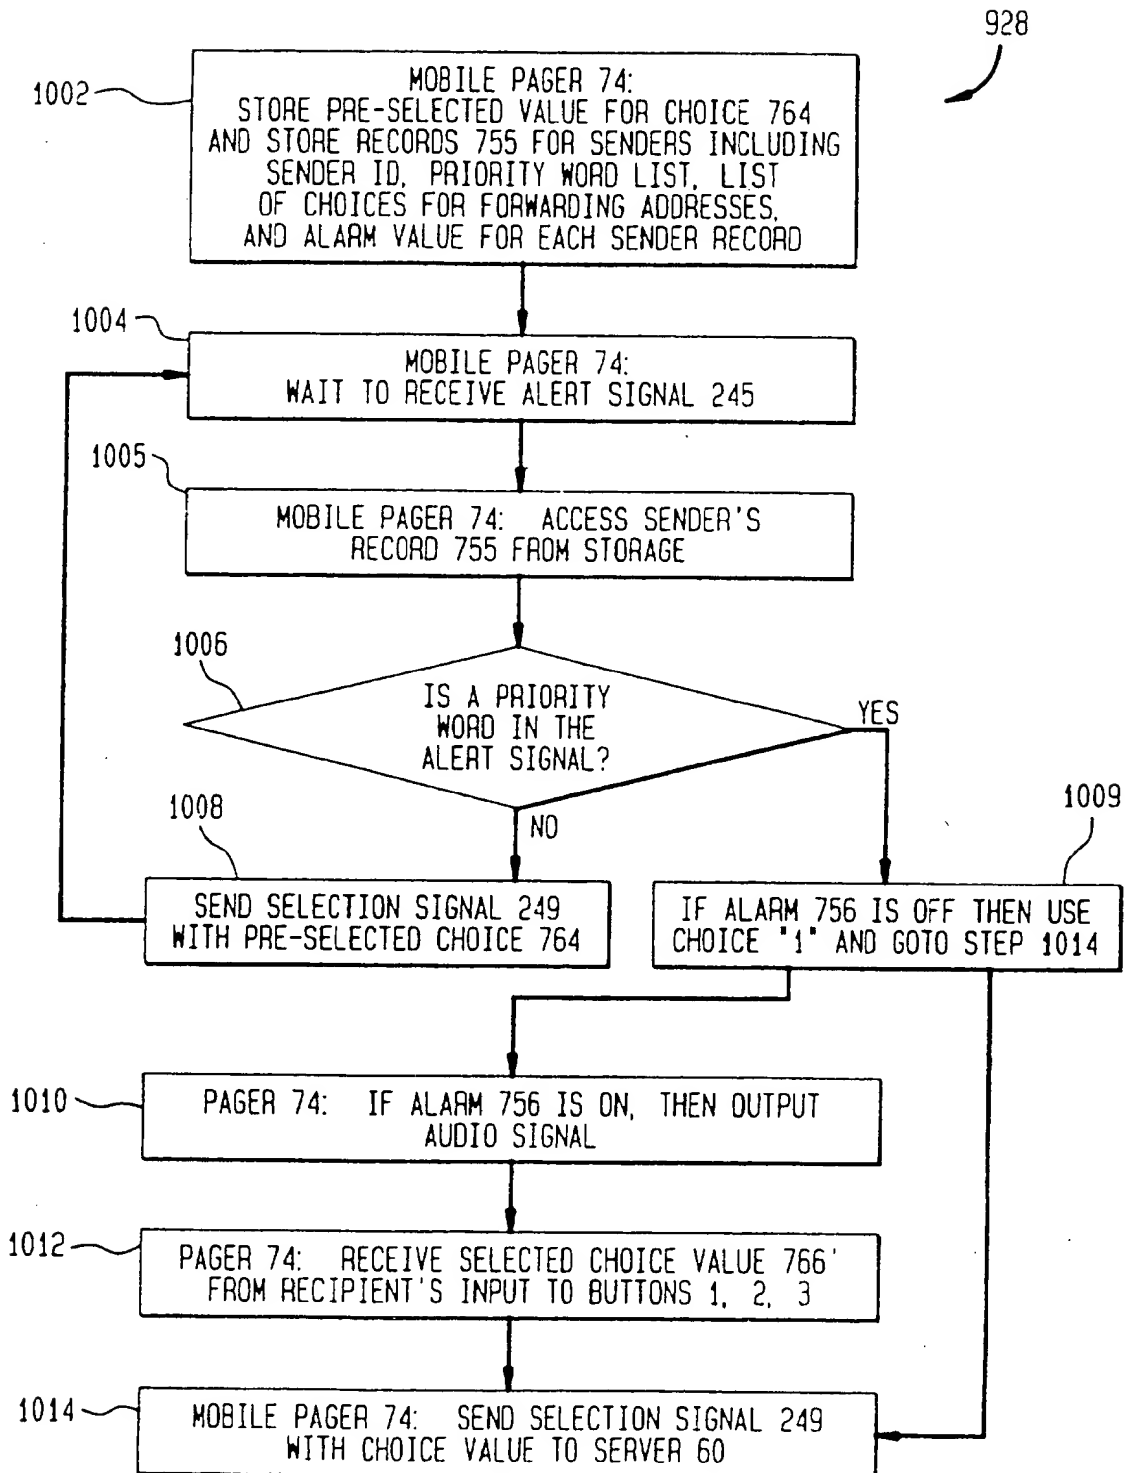 928
1002
MOBILE PAGER 74:
STORE PRE-SELECTED VALUE FOR CHOICE 764
AND STORE RECORDS 755 FOR SENDERS INCLUDING
SENDER ID, PRIORITY WORD LIST, LIST
OF CHOICES FOR FORWARDING ADDRESSES,
AND ALARM VALUE FOR EACH SENDER RECORD
1004
MOBILE PAGER 74:
WAIT TO RECEIVE ALERT SIGNAL 245
1005
MOBILE PAGER 74: ACCESS SENDER'S
RECORD 755 FROM STORAGE
1006
IS A PRIORITY
WORD IN THE
ALERT SIGNAL?
YES
NO
1008
SEND SELECTION SIGNAL 249
WITH PRE-SELECTED CHOICE 764
1009
IF ALARM 756 IS OFF THEN USE
CHOICE "1" AND GOTO STEP 1014
1010
PAGER 74: IF ALARM 756 IS ON, THEN OUTPUT
AUDIO SIGNAL
1012
PAGER 74: RECEIVE SELECTED CHOICE VALUE 766'
FROM RECIPIENT'S INPUT TO BUTTONS 1, 2, 3
1014
MOBILE PAGER 74: SEND SELECTION SIGNAL 249
WITH CHOICE VALUE TO SERVER 60